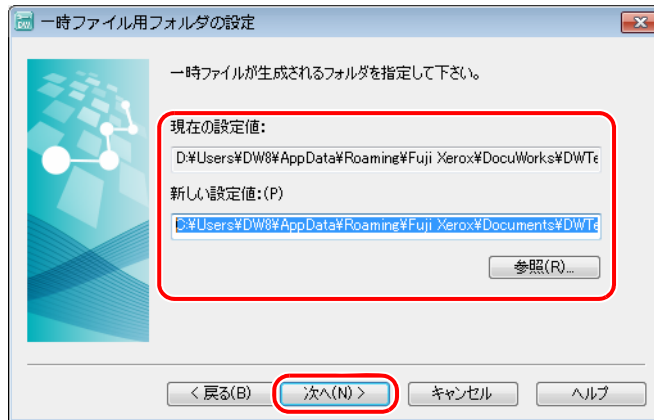 一時ファイル用フォルダの設定
一時ファイルが生成されるフォルダを指定して下さい。
現在の設定値:
D:¥Users¥DW8¥AppData¥Roaming¥Fuji Xerox¥DocuWorks¥DWTe
新しい設定値:(P)
C:¥Users¥DW8¥AppData¥Roaming¥Fuji Xerox¥Documents¥DWTe
参照(R)...
< 戻る(B) 次へ(N) > キャンセル ヘルプ